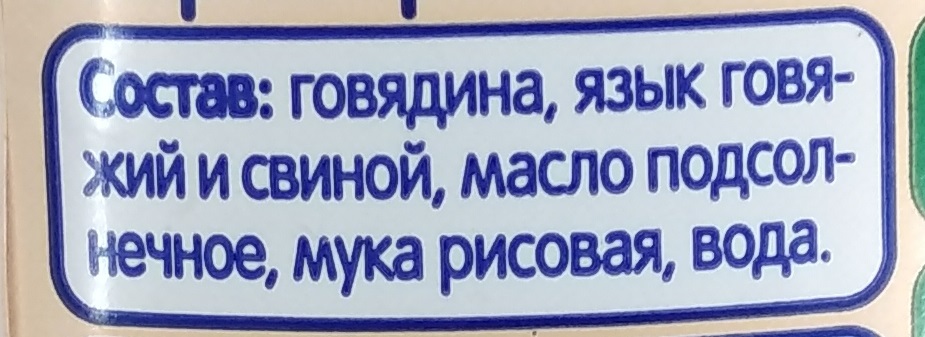 Состав: говядина, язык говя-
жий и свиной, масло подсол-
нечное, мука рисовая, вода.